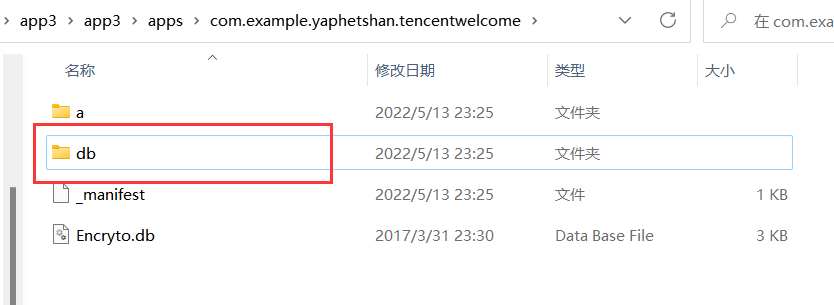 app3 > app3 > apps > com.example.yaphetshan.tencentwelcome > 在 com.exa
名称 修改日期 类型 大小
a 2022/5/13 23:25 文件夹
db 2022/5/13 23:25 文件夹
_manifest 2022/5/13 23:25 文件 1 KB
Encryto.db 2017/3/31 23:30 Data Base File 3 KB